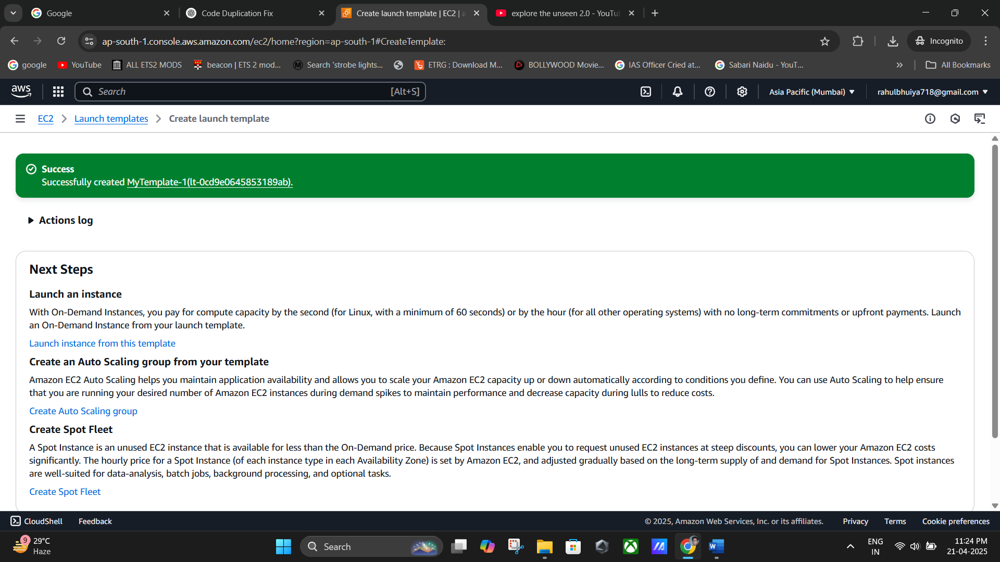 Google
Code Duplication Fix
Create launch template | EC2 | a
explore the unseen 2.0 - YouTu
ap-south-1.console.aws.amazon.com/ec2/home?region=ap-south-1#CreateTemplate:
Incognito
google
YouTube
ALL ETS2 MODS
beacon | ETS 2 mod...
Search 'strobe lights...
ETRG : Download M...
BOLLYWOOD Movie...
IAS Officer Cried at...
Sabari Naidu - YouT...
All Bookmarks
aws
Search
[Alt+S]
Asia Pacific (Mumbai)
rahulbhuiya718@gmail.com
EC2
Launch templates
Create launch template
Success
Successfully created MyTemplate-1(lt-0cd9e0645853189ab).
Actions log
Next Steps
Launch an instance
With On-Demand Instances, you pay for compute capacity by the second (for Linux, with a minimum of 60 seconds) or by the hour (for all other operating systems) with no long-term commitments or upfront payments. Launch
an On-Demand Instance from your launch template.
Launch instance from this template
Create an Auto Scaling group from your template
Amazon EC2 Auto Scaling helps you maintain application availability and allows you to scale your Amazon EC2 capacity up or down automatically according to conditions you define. You can use Auto Scaling to help ensure
that you are running your desired number of Amazon EC2 instances during demand spikes to maintain performance and decrease capacity during lulls to reduce costs.
Create Auto Scaling group
Create Spot Fleet
A Spot Instance is an unused EC2 instance that is available for less than the On-Demand price. Because Spot Instances enable you to request unused EC2 instances at steep discounts, you can lower your Amazon EC2 costs
significantly. The hourly price for a Spot Instance (of each instance type in each Availability Zone) is set by Amazon EC2, and adjusted gradually based on the long-term supply of and demand for Spot Instances. Spot instances
are well-suited for data-analysis, batch jobs, background processing, and optional tasks.
Create Spot Fleet
CloudShell
Feedback
© 2025, Amazon Web Services, Inc. or its affiliates.
Privacy
Terms
Cookie preferences
9
29°C
Haze
Search
ENG
IN
11:24 PM
21-04-2025